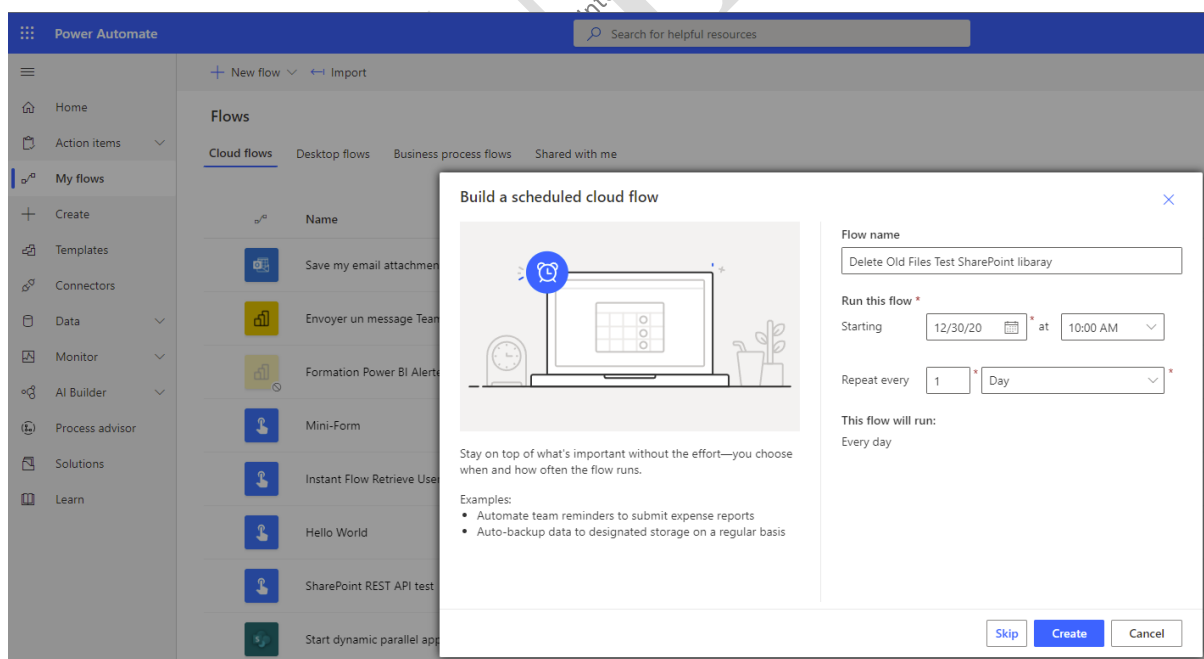 Power Automate
Search for helpful resources
New flow
Import
Home
Action items
My flows
Create
Templates
Connectors
Data
Monitor
AI Builder
Process advisor
Solutions
Learn
Flows
Cloud flows
Desktop flows
Business process flows
Shared with me
Name
Save my email
Envoyer un message
Formation Power BI
Mini-Form
Instant Flow Retrieve
Hello World
SharePoint REST API test
Start dynamic parallel
Build a scheduled cloud flow
Stay on top of what's important without the effort—you choose
when and how often the flow runs.
Examples:
• Automate team reminders to submit expense reports
• Auto-backup data to designated storage on a regular basis
Flow name
Delete Old Files Test SharePoint libaray
Run this flow *
Starting 12/30/20 * at 10:00 AM
Repeat every 1 * Day *
This flow will run:
Every day
Skip
Create
Cancel